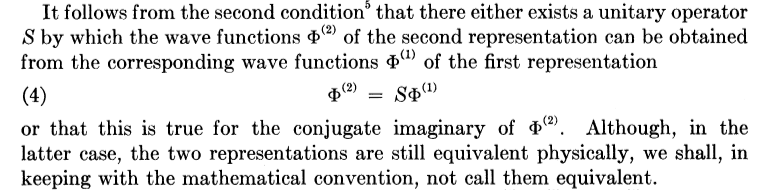 It follows from the second condition⁵ that there either exists a unitary operator
S by which the wave functions Φ⁽²⁾ of the second representation can be obtained
from the corresponding wave functions Φ⁽¹⁾ of the first representation
(4) Φ⁽²⁾ = SΦ⁽¹⁾
or that this is true for the conjugate imaginary of Φ⁽²⁾. Although, in the
latter case, the two representations are still equivalent physically, we shall, in
keeping with the mathematical convention, not call them equivalent.